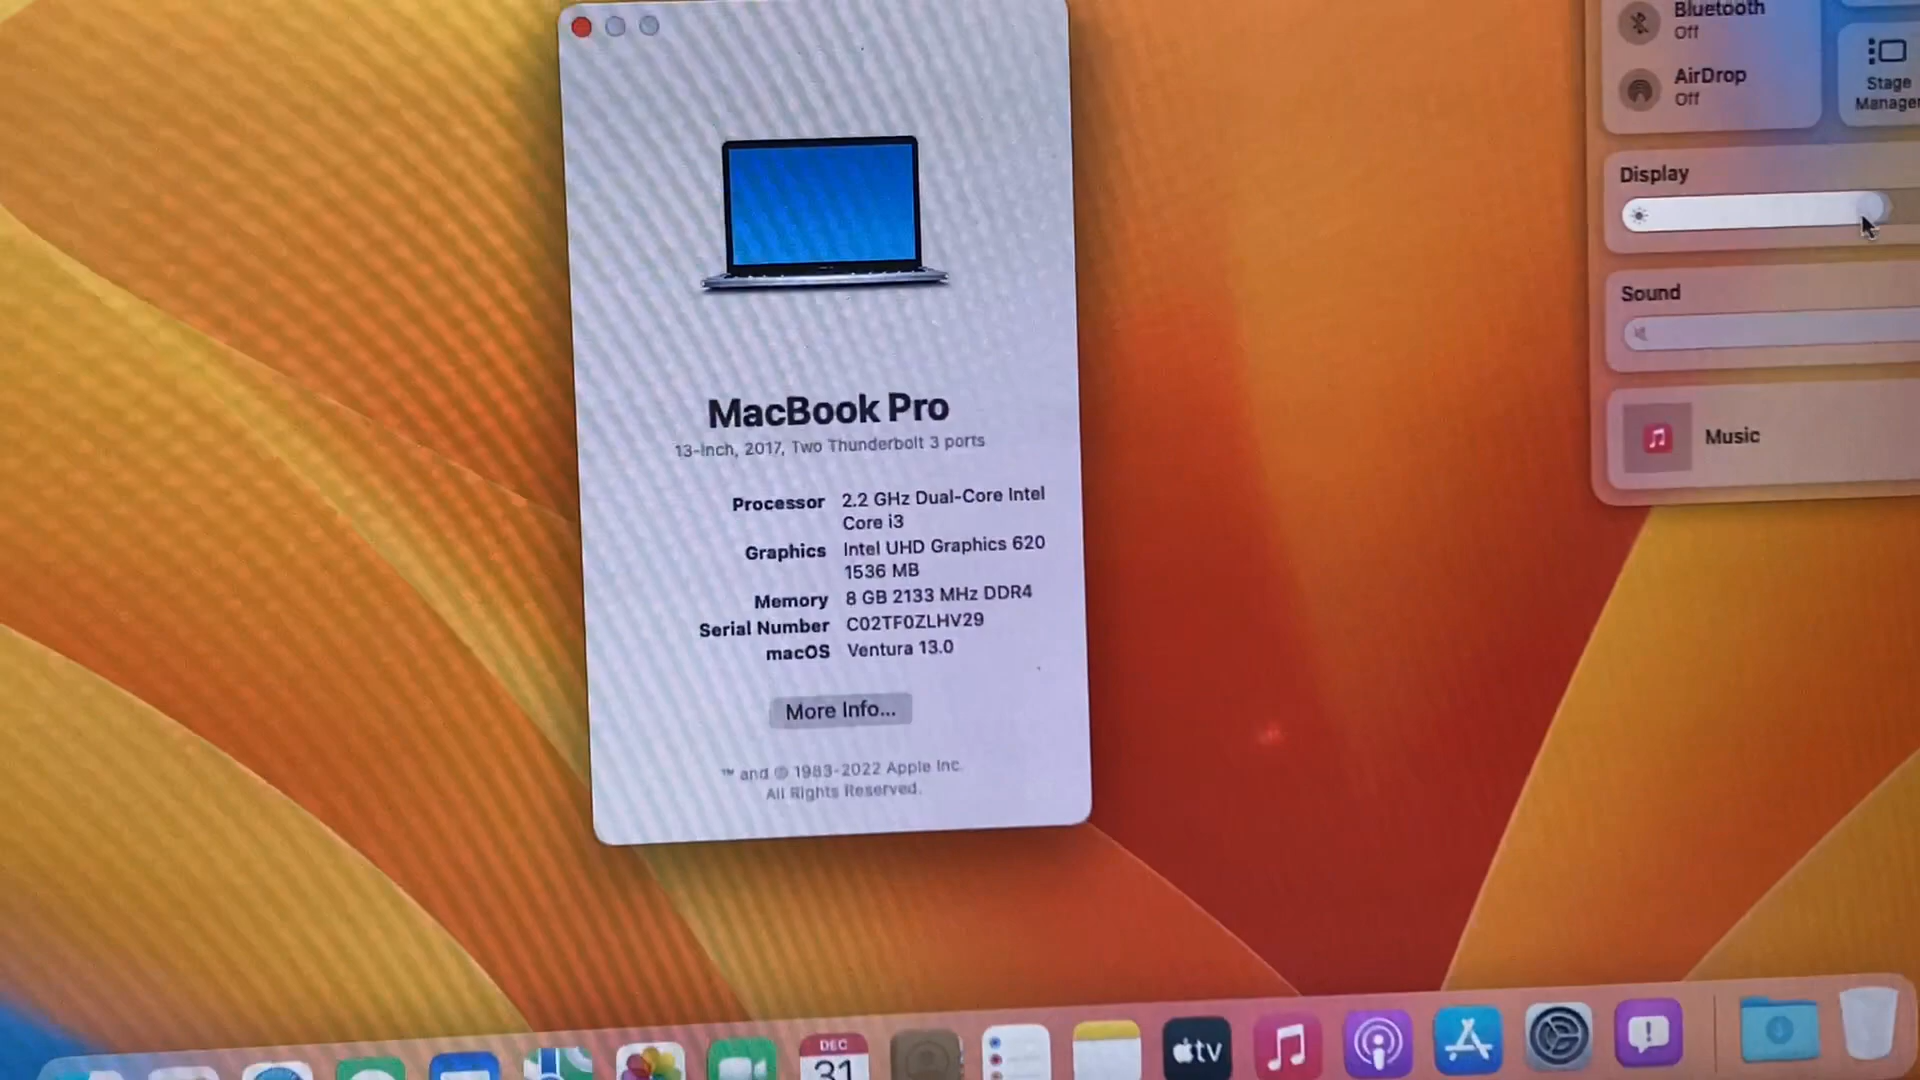 Bluetooth
Off
AirDrop
Off
Stage
Manager
Display
Sound
Music
MacBook Pro
13-inch, 2017, Two Thunderbolt 3 ports
Processor 2.2 GHz Dual-Core Intel
Core i3
Graphics Intel UHD Graphics 620
1536 MB
Memory 8 GB 2133 MHz DDR4
Serial Number C02TF0ZLHV29
macOS Ventura 13.0
More Info...
™ and © 1983-2022 Apple Inc.
All Rights Reserved.
DEC
31
tv